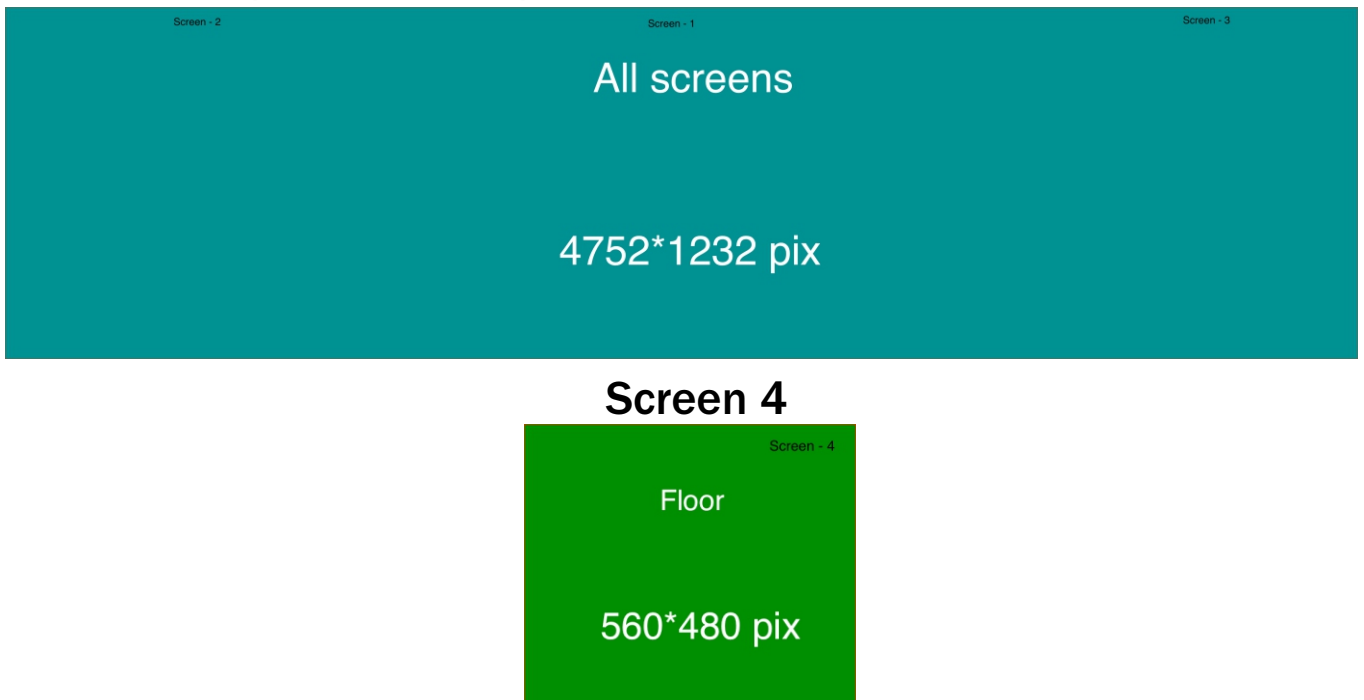 Screen - 2 Screen - 1 Screen - 3
All screens
4752*1232 pix
Screen 4
Screen - 4
Floor
560*480 pix